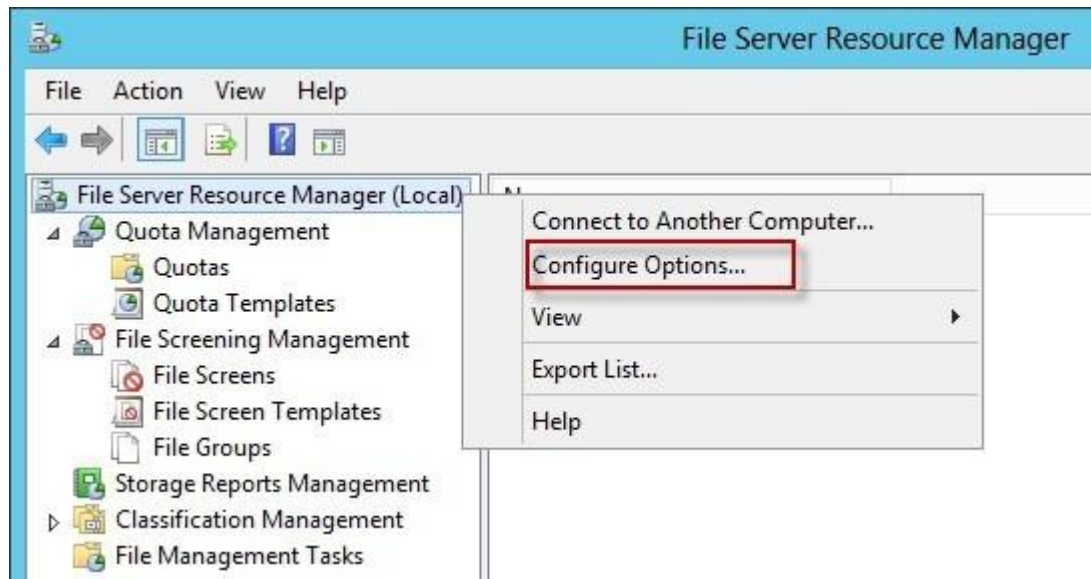 File Server Resource Manager
File Action View Help
File Server Resource Manager (Local)
Quota Management
Quotas
Quota Templates
File Screening Management
File Screens
File Screen Templates
File Groups
Storage Reports Management
Classification Management
File Management Tasks
Connect to Another Computer...
Configure Options...
View
Export List...
Help